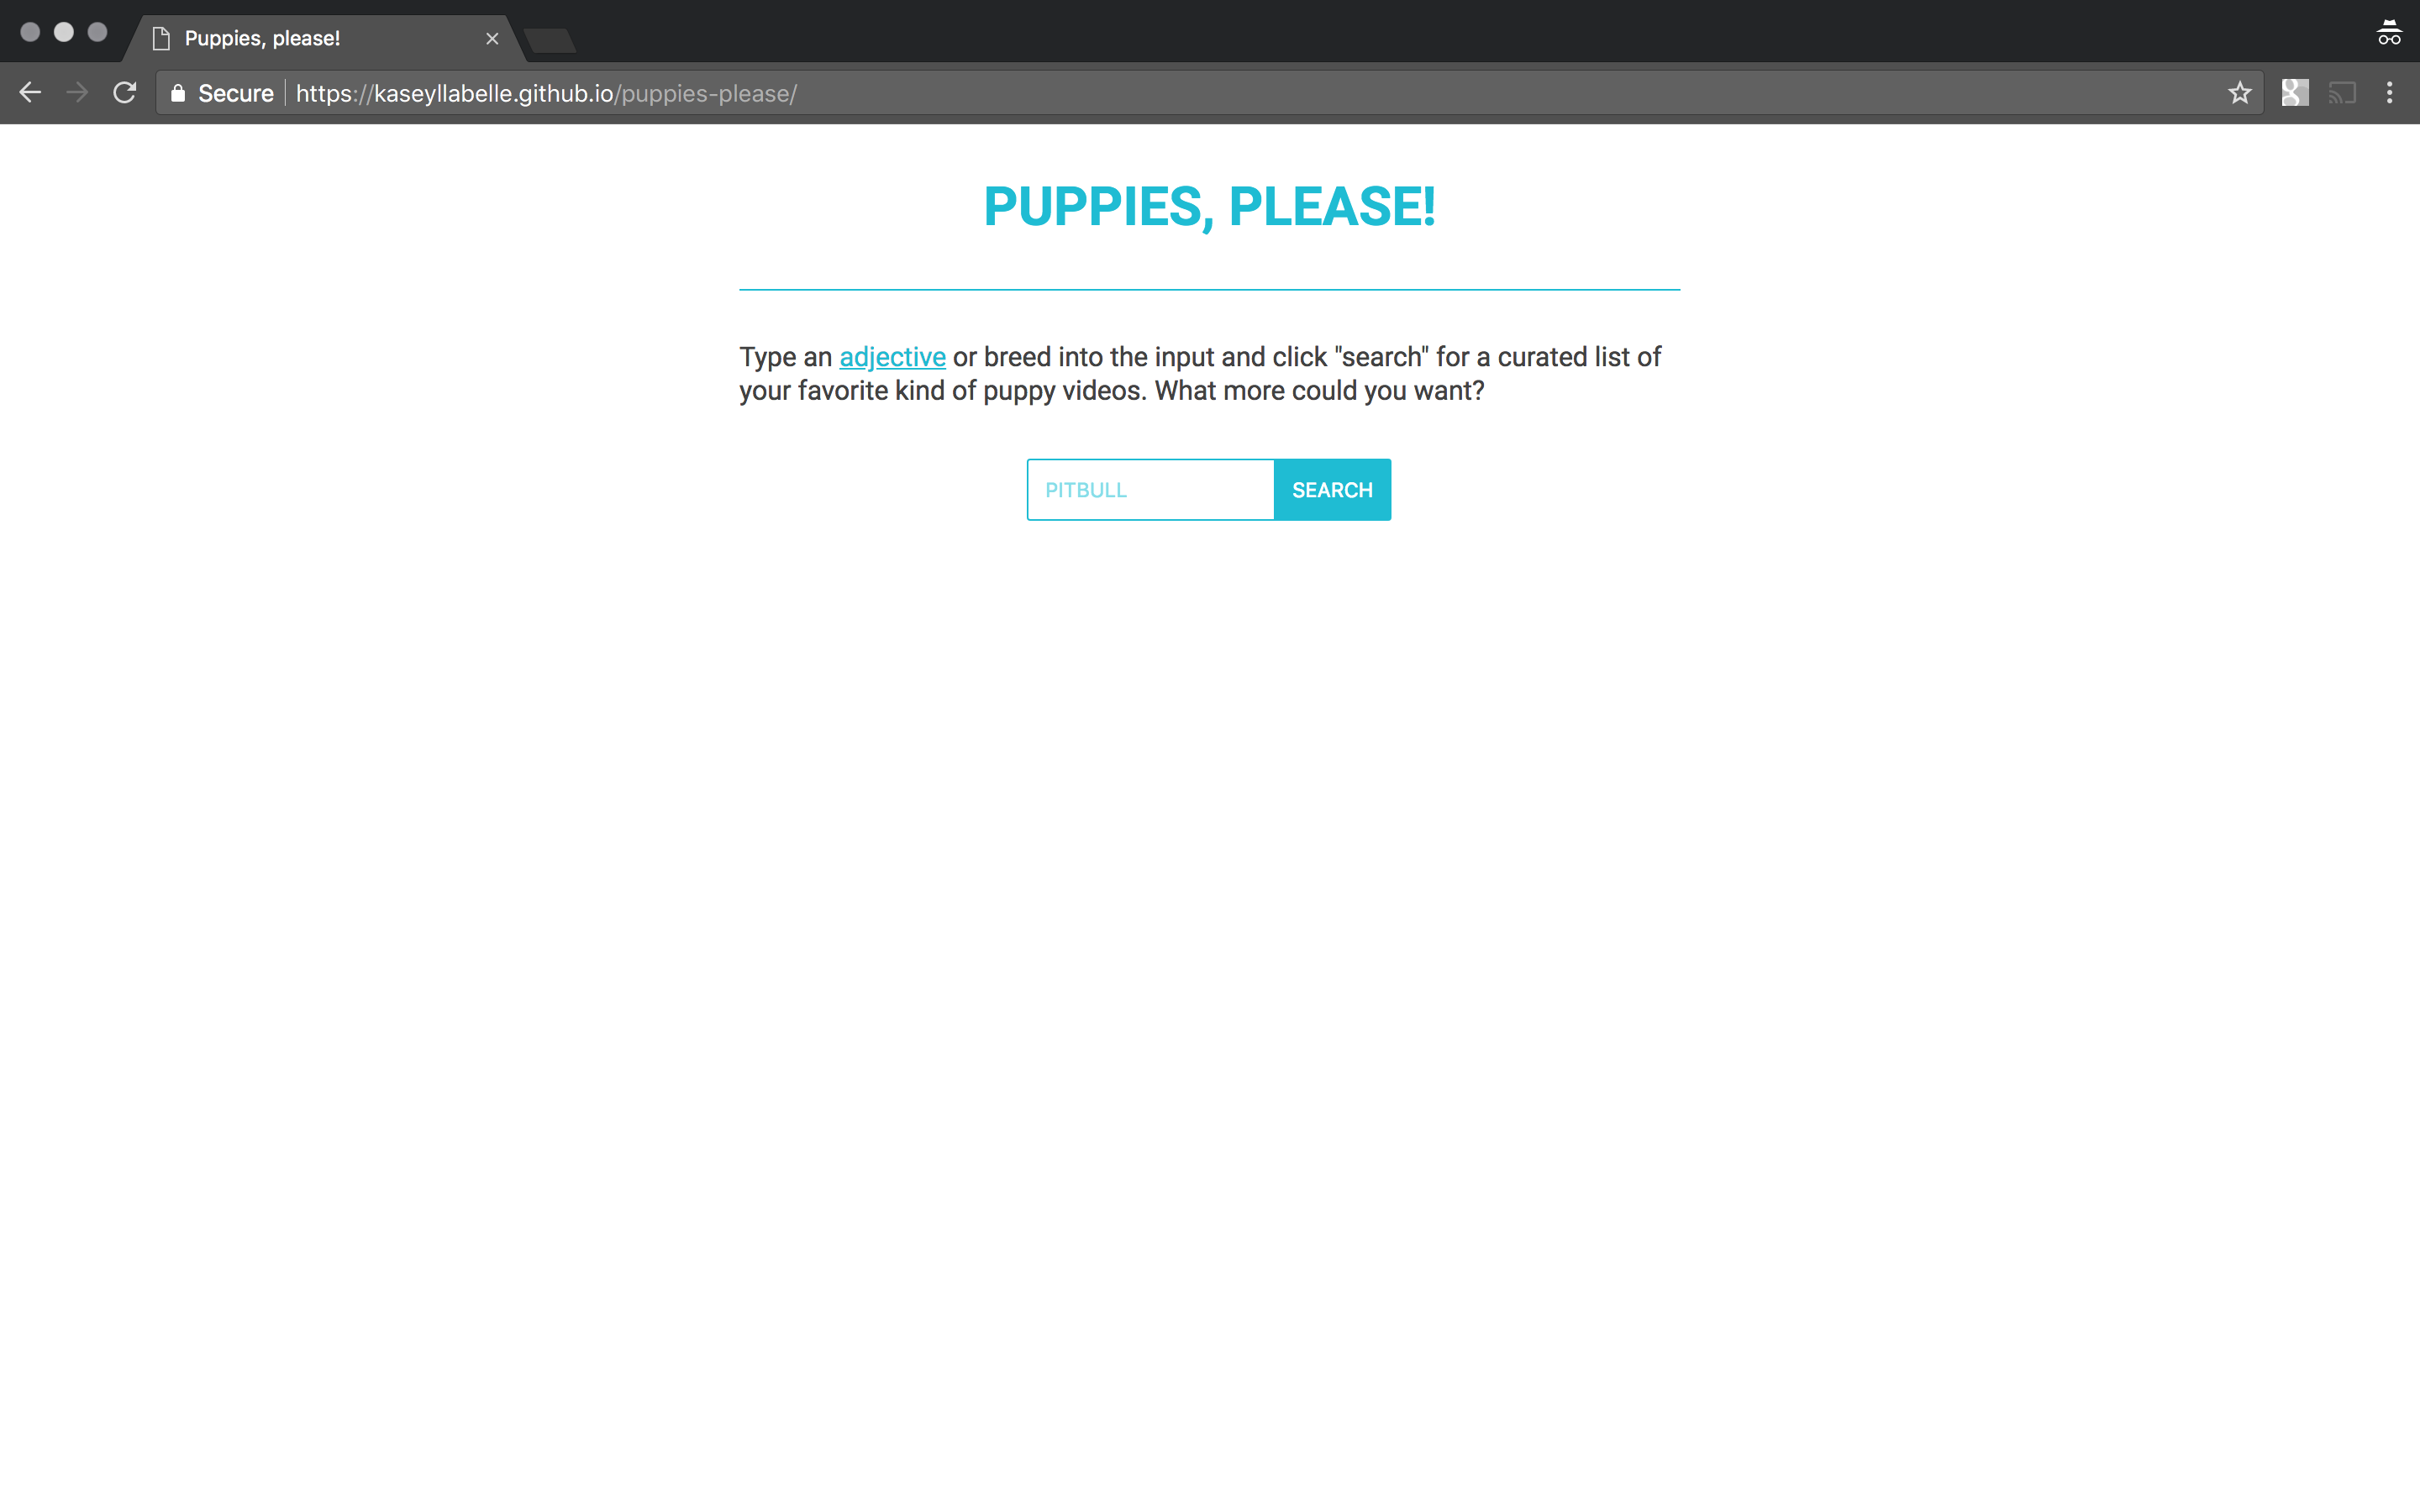 Puppies, please!
Secure https://kaseyllabelle.github.io/puppies-please/
PUPPIES, PLEASE!
Type an adjective or breed into the input and click "search" for a curated list of
your favorite kind of puppy videos. What more could you want?
PITBULL SEARCH